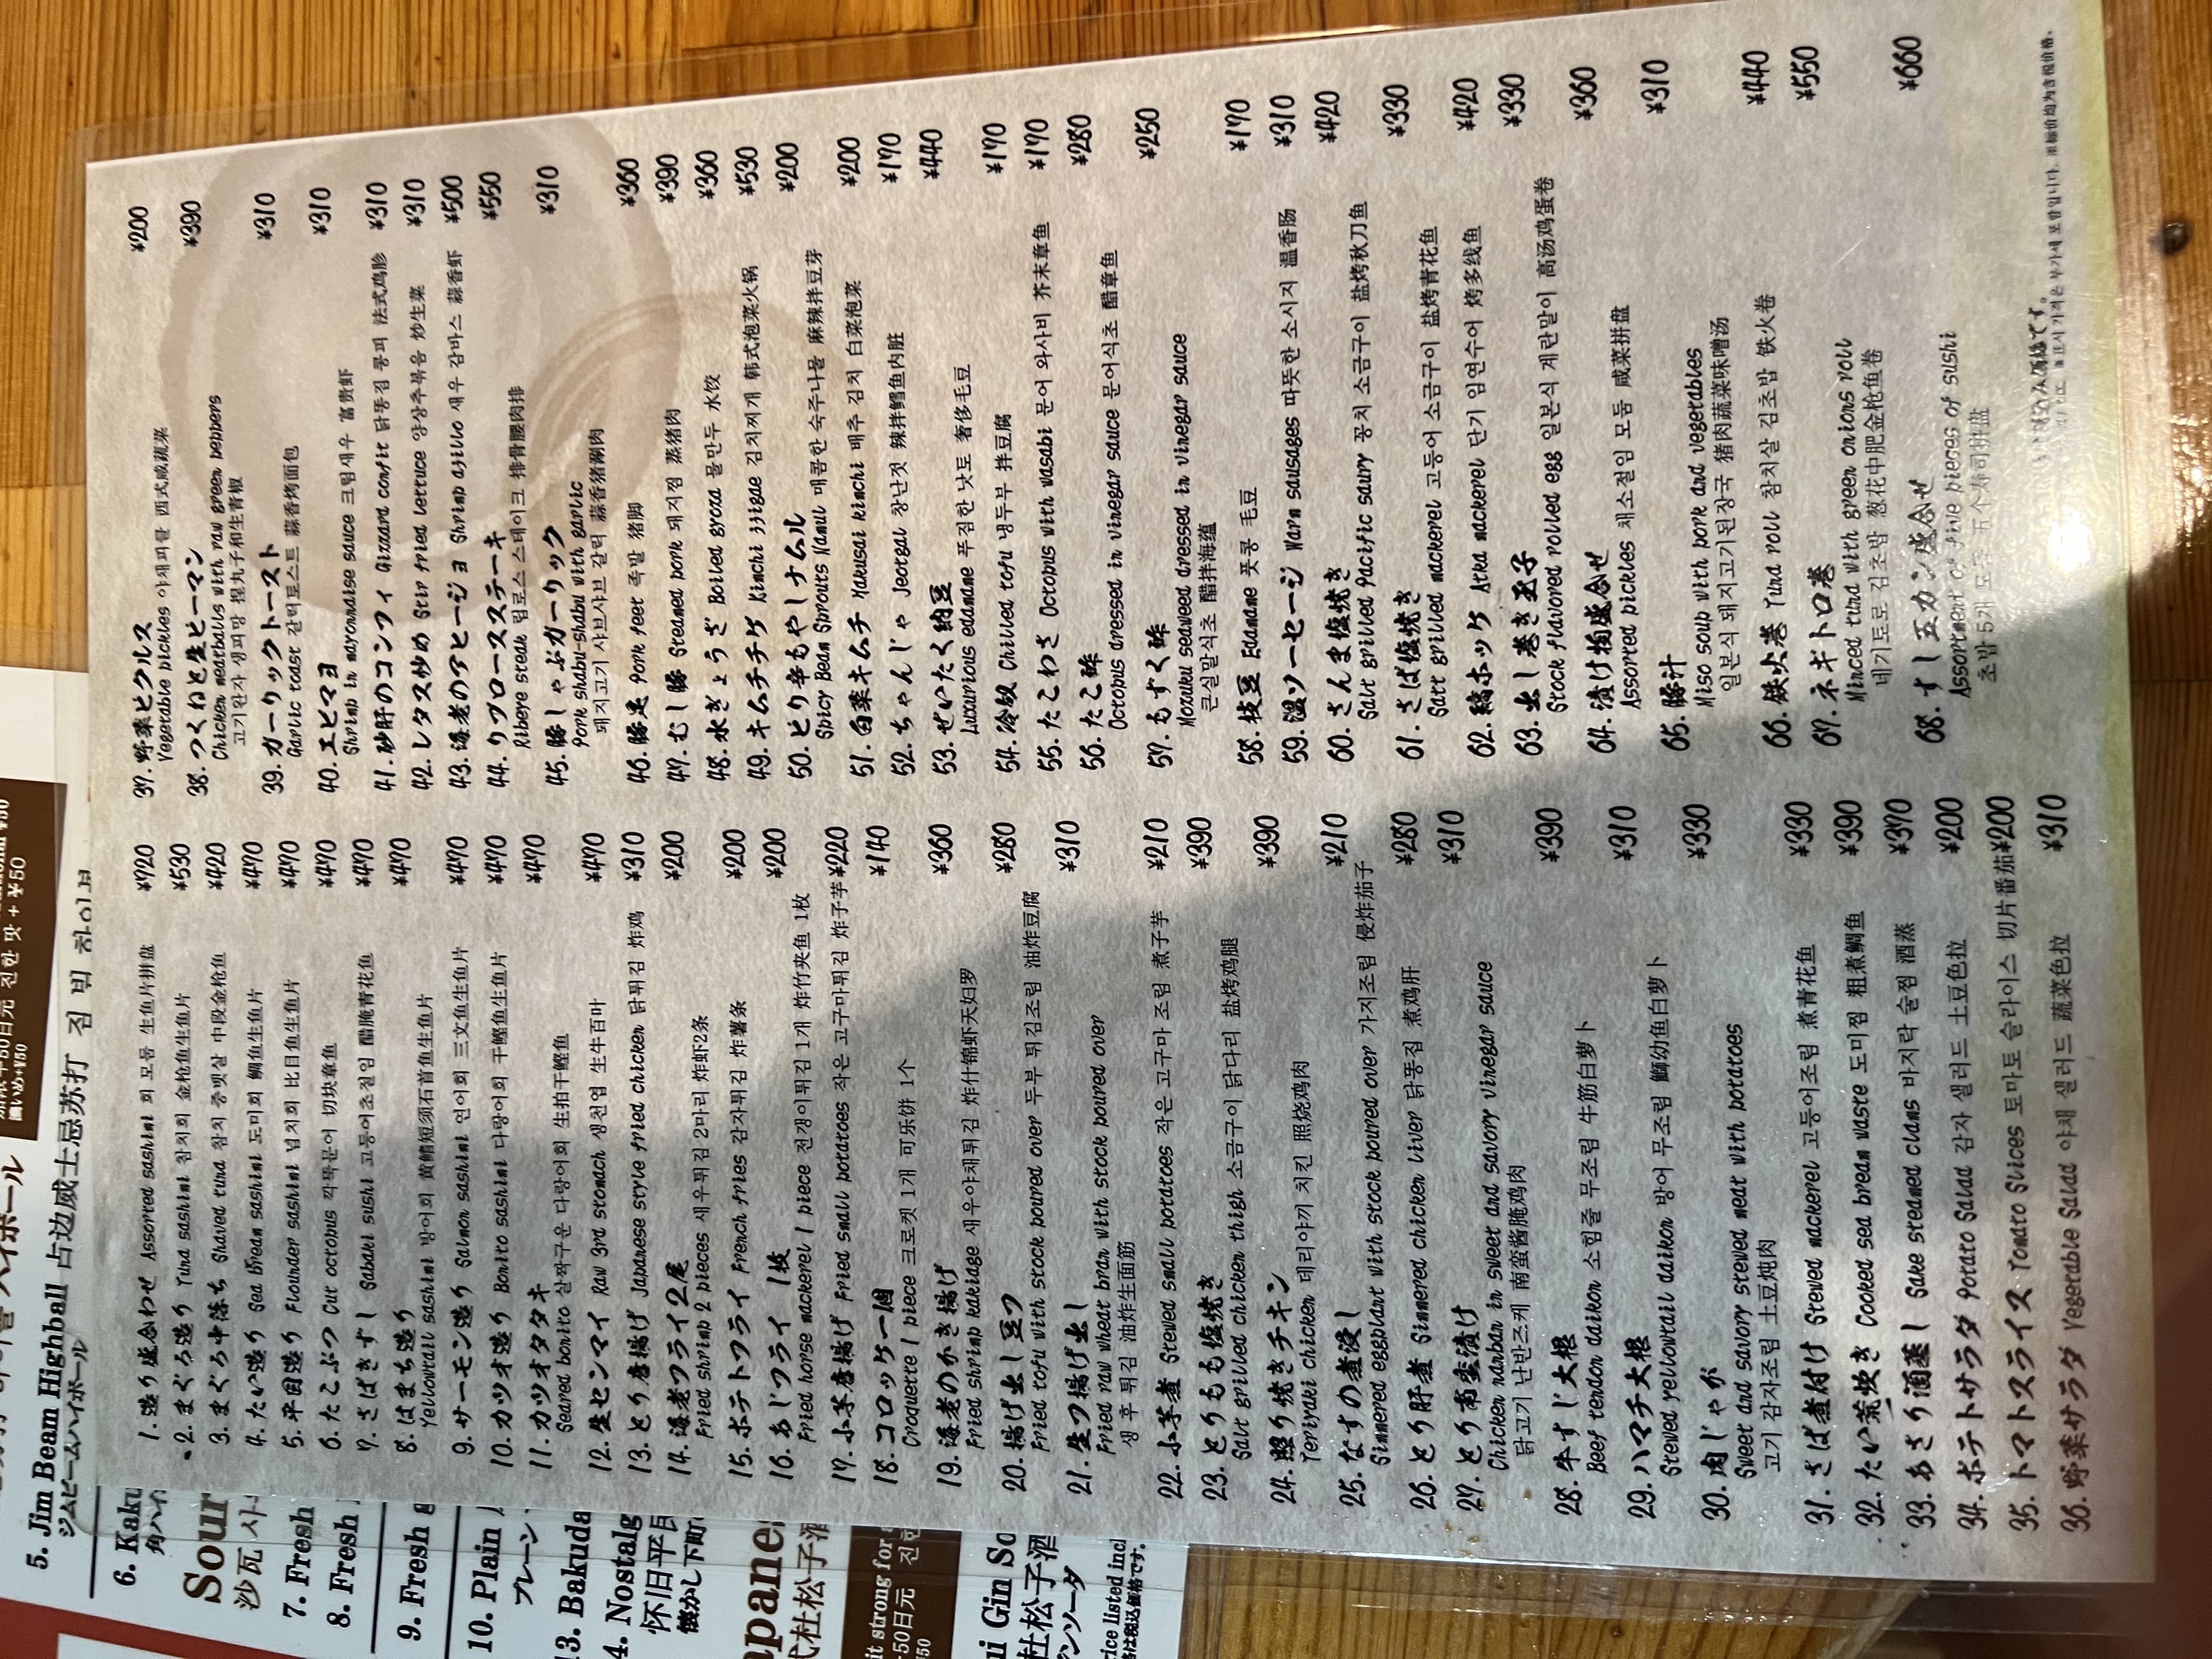 5. Jim Beam Highball 占边威士忌苏打 짐 빔 하이볼
ジムビームハイボール
6. Kaku
角ハイ
Sour
沙瓦
7. Fresh
8. Fresh
9. Fresh g
10. Plain
プレーン
13. Bakuda
4. Nostalg
怀旧平民
懐かし下町
apane
式杜松子酒
it strong for
+50日元 진한
¥50
ui Gin So
杜松子酒
ンソーダ
rice listed incl
格は税込価格です。
1. 造り盛合わせ Assorted sashimi 회 모둠 生鱼片拼盘 ¥720
2. まぐろ造り Tuna sashimi 참치회 金枪鱼生鱼片 ¥530
3. まぐろ中落ち Shaved tuna 참치 중뱃살 中段金枪鱼 ¥420
4. たい造り Sea Bream sashimi 도미회 鲷鱼生鱼片 ¥470
5. 平目造り Flounder sashimi 넙치회 比目鱼生鱼片 ¥470
6. たこぶつ Cut octopus 깍뚝문어 切块章鱼 ¥470
7. さばきずし Sabaki sushi 고등어초절임 醋腌青花鱼 ¥470
8. はまち造り ¥470
Yellowtail sashimi 방어회 黄鳍短须石首鱼生鱼片
9. サーモン造り Salmon sashimi 연어회 三文鱼生鱼片 ¥470
10. カツオ造り Bonito sashimi 다랑어회 干鲣鱼生鱼片 ¥470
11. カツオタタキ ¥470
Seared bonito 살짝구운 다랑어회 生拍干鲣鱼
12. 生センマイ Raw 3rd stomach 생천엽 生牛百叶 ¥470
13. とり唐揚げ Japanese style fried chicken 닭튀김 炸鸡 ¥310
14. 海老フライ2尾 ¥200
Fried shrimp 2 pieces 새우튀김 2마리 炸虾2条
15. ポテトフライ French fries 감자튀김 炸薯条 ¥200
16. あじフライ 1枚 ¥200
Fried horse mackerel 1 piece 전갱이튀김 1개 炸竹夹鱼 1枚
17. 小芋唐揚げ Fried small potatoes 작은 고구마튀김 炸子芋 ¥220
18. コロッケ一個 ¥140
Croquette 1 piece 크로켓 1개 可乐饼 1个
19. 海老のかき揚げ ¥360
Fried shrimp kakiage 새우야채튀김 炸什锦虾天妇罗
20. 揚げ出し豆フ ¥280
Fried tofu with stock poured over 두부 튀김조림 油炸豆腐
21. 生フ揚げ出し ¥310
Fried raw wheat bran with stock poured over
생 후 튀김 油炸生面筋
22. 小芋煮 Stewed small potatoes 작은 고구마 조림 煮子芋 ¥210
23. とりもも塩焼き ¥390
Salt grilled chicken thigh 소금구이 닭다리 盐烤鸡腿
24. 照り焼きチキン ¥390
Teriyaki chicken 데리야끼 치킨 照烧鸡肉
25. なすの煮浸し ¥210
Simmered eggplant with stock poured over 가지조림 侵炸茄子
26. とり肝煮 Simmered chicken liver 닭똥집 煮鸡肝 ¥280
27. とり南蛮漬け ¥310
Chicken nanban in sweet and savory vinegar sauce
닭고기 난반즈케 南蛮酱腌鸡肉
28. 牛すじ大根 ¥390
Beef tendon daikon 소힘줄 무조림 牛筋白萝卜
29. ハマチ大根 ¥310
Stewed yellowtail daikon 방어 무조림 鰤幼鱼白萝卜
30. 肉じゃが ¥330
Sweet and savory stewed meat with potatoes
고기 감자조림 土豆炖肉
31. さば煮付け Stewed mackerel 고등어조림 煮青花鱼 ¥330
32. たい荒炊き Cooked sea bream waste 도미찜 粗煮鲷鱼 ¥390
33. あさり酒蒸し Sake steamed clams 바지락 술찜 酒蒸 ¥370
34. ポテトサラダ Potato Salad 감자 샐러드 土豆色拉 ¥200
35. トマトスライス Tomato Slices 토마토 슬라이스 切片番茄 ¥200
36. 野菜サラダ Vegetable Salad 야채 샐러드 蔬菜色拉 ¥310
37. 野菜ピクルス ¥200
Vegetable pickles 야채피클 西式咸蔬菜
38. つくねと生ピーマン ¥390
Chicken meatballs with raw green peppers
고기완자 생피망 捏丸子和生青椒
39. ガーリックトースト ¥310
Garlic toast 갈릭토스트 蒜香烤面包
40. エビマヨ ¥310
Shrimp in mayonnaise sauce 크림새우 富贵虾
41. 砂肝のコンフィ Gizzard confit 닭똥집 콩피 法式鸡胗 ¥310
42. レタス炒め Stir fried lettuce 양상추볶음 炒生菜 ¥310
43. 海老のアヒージョ Shrimp ajillo 새우 감바스 蒜香虾 ¥500
44. リブロースステーキ ¥550
Ribeye steak 립로스 스테이크 排骨腰肉排
45. 豚しゃぶガーリック ¥310
Pork shabu-shabu with garlic
돼지고기 샤브샤브 갈릭 蒜香猪涮肉
46. 豚足 Pork feet 족발 猪脚 ¥360
47. むし豚 Steamed pork 돼지찜 蒸猪肉 ¥390
48. 水ぎょうざ Boiled gyoza 물만두 水饺 ¥360
49. キムチチゲ Kimchi jjigae 김치찌개 韩式泡菜火锅 ¥530
50. ピリ辛もやしナムル ¥200
Spicy Beam Sprouts Namul 매콤한 숙주나물 麻辣拌豆芽
51. 白菜キムチ Hakusai kimchi 배추 김치 白菜泡菜 ¥200
52. ちゃんじゃ Jeotgal 창난젓 辣拌鳕鱼内脏 ¥170
53. ぜいたく納豆 ¥440
Luxurious edamame 푸짐한 낫토 奢侈毛豆
54. 冷奴 Chilled tofu 냉두부 拌豆腐 ¥170
55. たこわさ Octopus with wasabi 문어 와사비 芥末章鱼 ¥170
56. たこ酢 ¥280
Octopus dressed in vinegar sauce 문어식초 醋章鱼
57. もずく酢 ¥250
Mozuku seaweed dressed in vinegar sauce
큰실말식초 醋拌海蕴
58. 枝豆 Edamame 풋콩 毛豆 ¥170
59. 温ソーセージ Warm sausages 따뜻한 소시지 温香肠 ¥310
60. さんま塩焼き ¥420
Salt grilled Pacific saury 꽁치 소금구이 盐烤秋刀鱼
61. さば塩焼き ¥330
Satt grilled mackerel 고등어 소금구이 盐烤青花鱼
62. 縞ホッケ Atka mackerel 단기 임연수어 烤多线鱼 ¥420
63. 出し巻き玉子 ¥330
Stock flavored rolled egg 일본식 계란말이 高汤鸡蛋卷
64. 漬け物盛合せ ¥360
Assorted pickles 채소절임 모둠 咸菜拼盘
65. 豚汁 ¥310
Miso soup with pork and vegetables
일본식 돼지고기된장국 猪肉蔬菜味噌汤
66. 鉄火巻 Tuna roll 참치살 김초밥 铁火卷 ¥440
67. ネギトロ巻 ¥550
Minced tuna with green onions roll
네기토로 김초밥 葱花中肥金枪鱼卷
68. すし五カン盛合せ ¥660
Assortment of five pieces of sushi
초밥 5개 모둠 五个寿司拼盘
込み価格です。
※표시 가격은 부가세 포함입니다. ※标价均为含税价格。